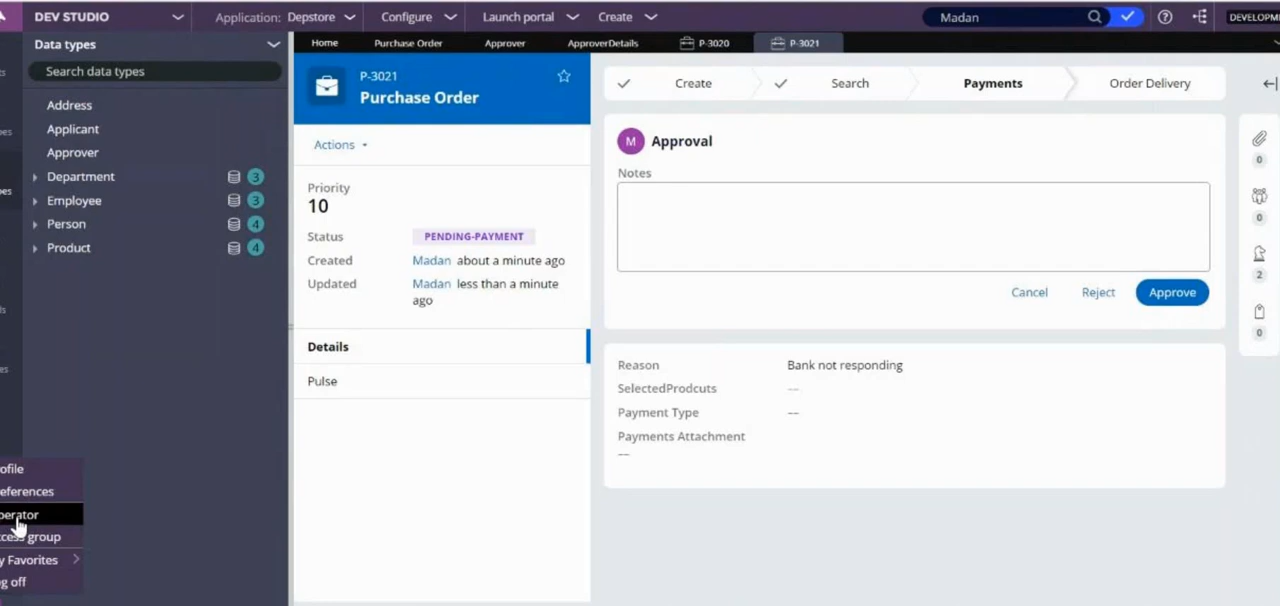 DEV STUDIO
Application: Depstore
Configure
Launch portal
Create
Madan
DEVELOPM
Data types
Search data types
Address
Applicant
Approver
Department 3
Employee 3
Person 4
Product 4
ofile
eferences
perator
ccess group
y Favorites
g off
Home
Purchase Order
Approver
ApproverDetails
P-3020
P-3021
P-3021
Purchase Order
Actions
Priority
10
Status PENDING-PAYMENT
Created Madan about a minute ago
Updated Madan less than a minute
ago
Details
Pulse
Create
Search
Payments
Order Delivery
M Approval
Notes
Cancel
Reject
Approve
Reason Bank not responding
SelectedProdcuts ---
Payment Type --
Payments Attachment
--
0
0
2
0